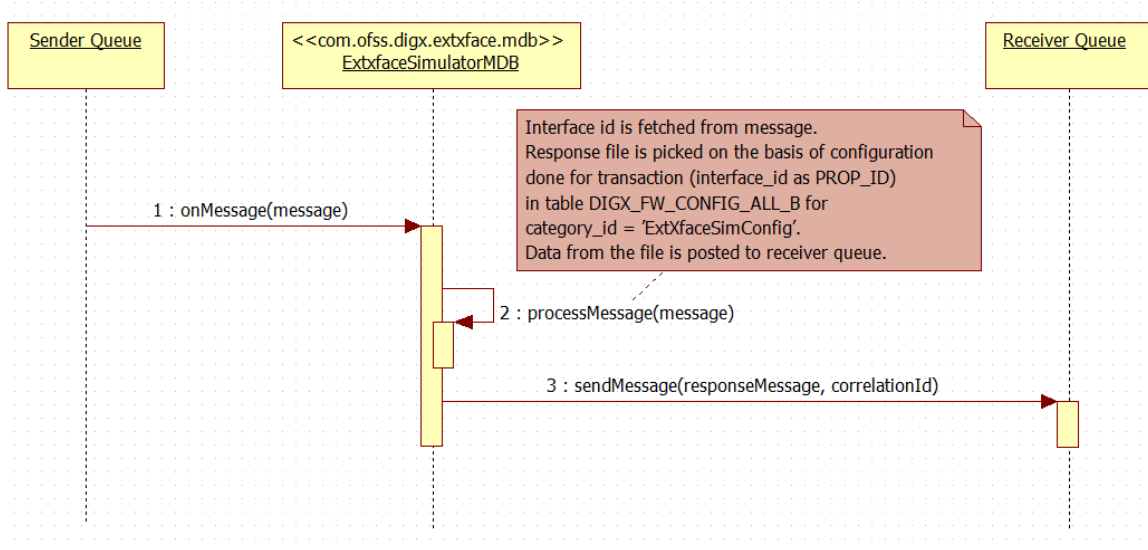 Sender Queue
<<com.ofss.digx.extxface.mdb>>
ExtxfaceSimulatorMDB
Receiver Queue
Interface id is fetched from message.
Response file is picked on the basis of configuration
done for transaction (interface_id as PROP_ID)
in table DIGX_FW_CONFIG_ALL_B for
category_id = 'ExtXfaceSimConfig'.
Data from the file is posted to receiver queue.
1 : onMessage(message)
2 : processMessage(message)
3 : sendMessage(responseMessage, correlationId)